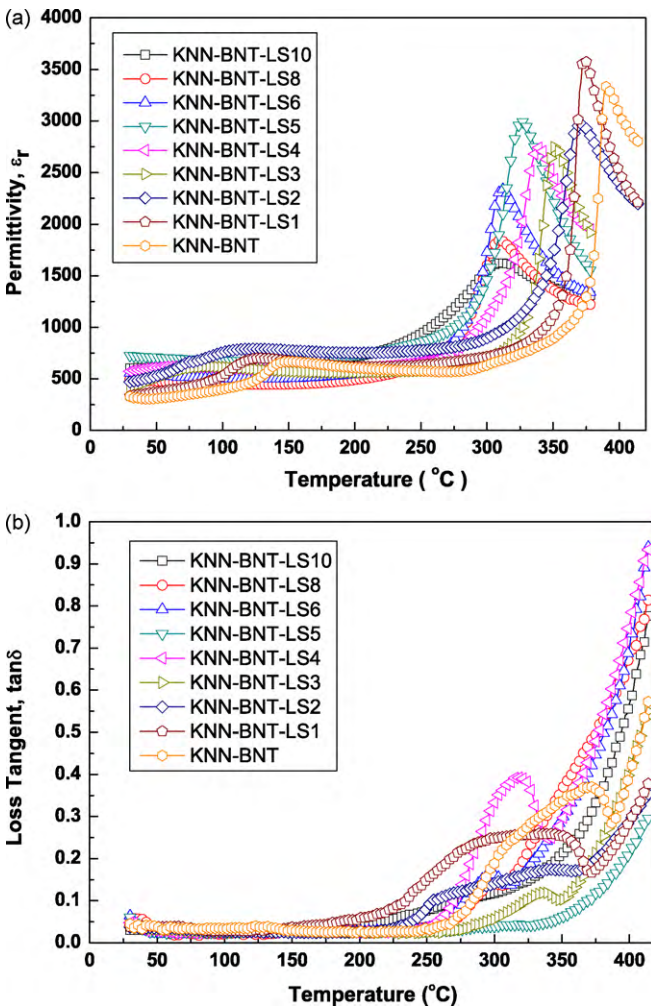 (a)
4000
3500
3000
2500
2000
1500
1000
500
0
Permittivity, εr
KNN-BNT-LS10
KNN-BNT-LS8
KNN-BNT-LS6
KNN-BNT-LS5
KNN-BNT-LS4
KNN-BNT-LS3
KNN-BNT-LS2
KNN-BNT-LS1
KNN-BNT
0 50 100 150 200 250 300 350 400
Temperature ( °C )
(b)
1.0
0.9
0.8
0.7
0.6
0.5
0.4
0.3
0.2
0.1
0.0
Loss Tangent, tanδ
KNN-BNT-LS10
KNN-BNT-LS8
KNN-BNT-LS6
KNN-BNT-LS5
KNN-BNT-LS4
KNN-BNT-LS3
KNN-BNT-LS2
KNN-BNT-LS1
KNN-BNT
0 50 100 150 200 250 300 350 400
Temperature (°C)